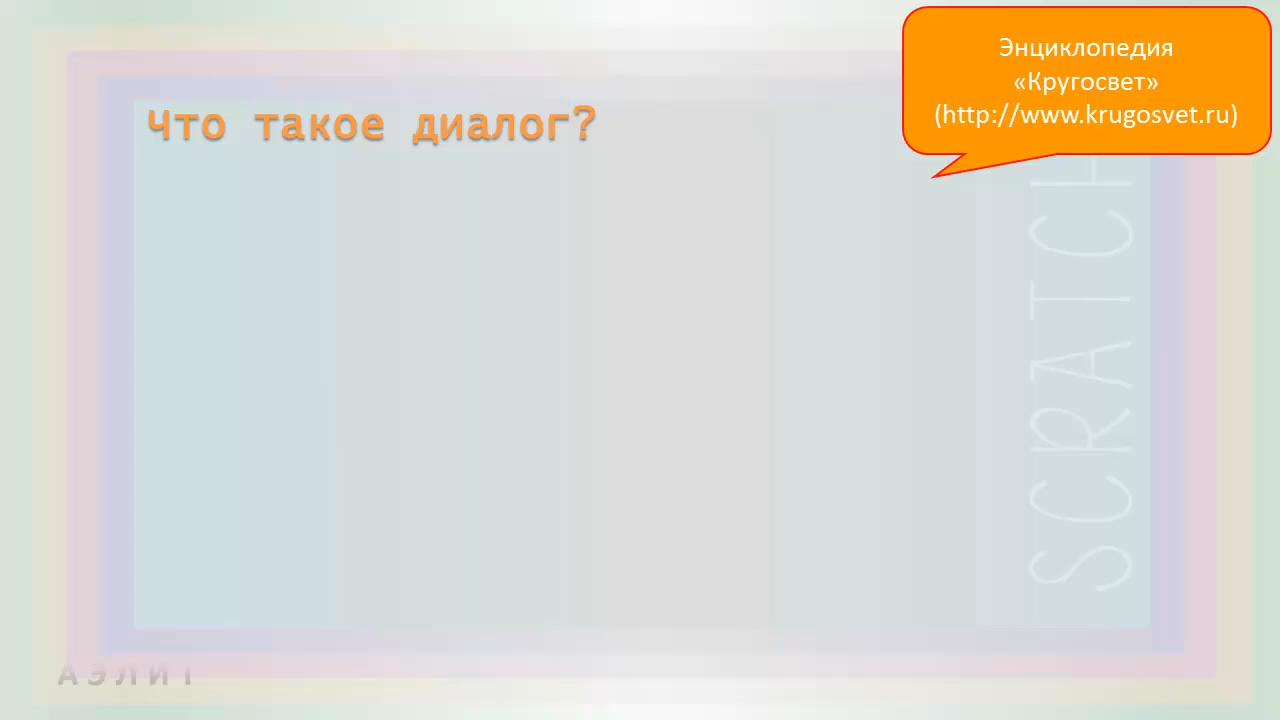 Энциклопедия
«Кругосвет»
(http://www.krugosvet.ru)
Что такое диалог?
SCRATCH
АЭЛИТ